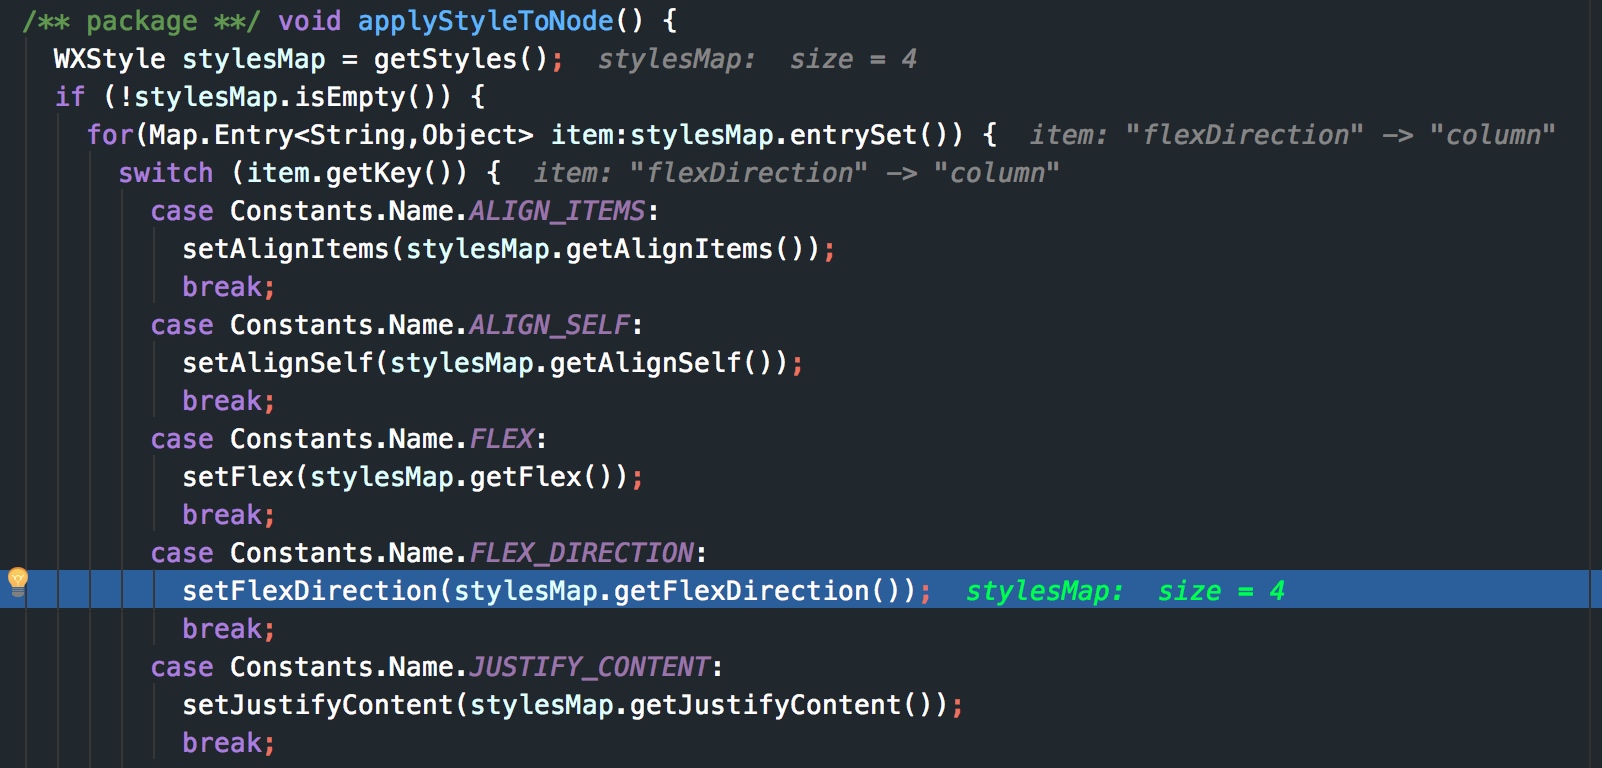 /** package **/ void applyStyleToNode() {
WXStyle stylesMap = getStyles(); stylesMap: size = 4
if (!stylesMap.isEmpty()) {
for(Map.Entry<String,Object> item:stylesMap.entrySet()) { item: "flexDirection" -> "column"
switch (item.getKey()) { item: "flexDirection" -> "column"
case Constants.Name.ALIGN_ITEMS:
setAlignItems(stylesMap.getAlignItems());
break;
case Constants.Name.ALIGN_SELF:
setAlignSelf(stylesMap.getAlignSelf());
break;
case Constants.Name.FLEX:
setFlex(stylesMap.getFlex());
break;
case Constants.Name.FLEX_DIRECTION:
setFlexDirection(stylesMap.getFlexDirection()); stylesMap: size = 4
break;
case Constants.Name.JUSTIFY_CONTENT:
setJustifyContent(stylesMap.getJustifyContent());
break;